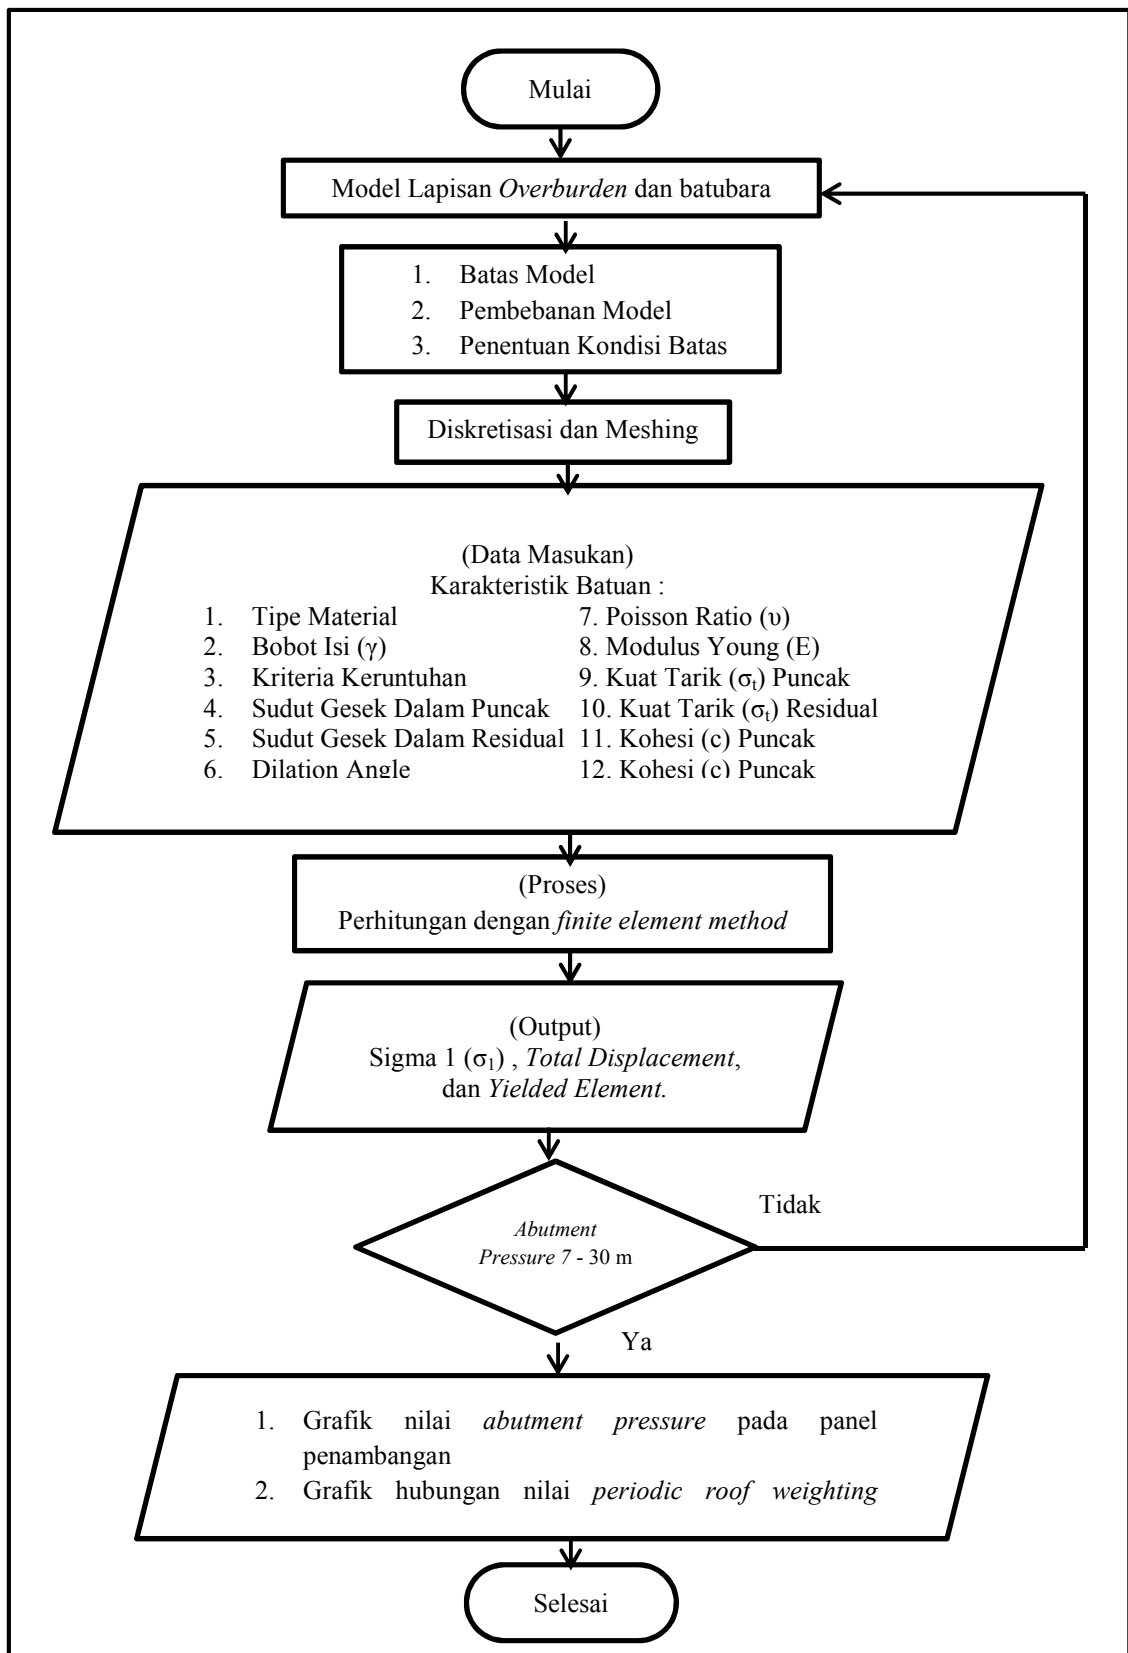 Mulai
Model Lapisan Overburden dan batubara
1. Batas Model
2. Pembebanan Model
3. Penentuan Kondisi Batas
Diskretisasi dan Meshing
(Data Masukan)
Karakteristik Batuan :
1. Tipe Material
2. Bobot Isi (γ)
3. Kriteria Keruntuhan
4. Sudut Gesek Dalam Puncak
5. Sudut Gesek Dalam Residual
6. Dilation Angle
7. Poisson Ratio (υ)
8. Modulus Young (E)
9. Kuat Tarik (σt) Puncak
10. Kuat Tarik (σt) Residual
11. Kohesi (c) Puncak
12. Kohesi (c) Puncak
(Proses)
Perhitungan dengan finite element method
(Output)
Sigma 1 (σ1) , Total Displacement,
dan Yielded Element.
Abutment
Pressure 7 - 30 m
Tidak
Ya
1. Grafik nilai abutment pressure pada panel
penambangan
2. Grafik hubungan nilai periodic roof weighting
Selesai